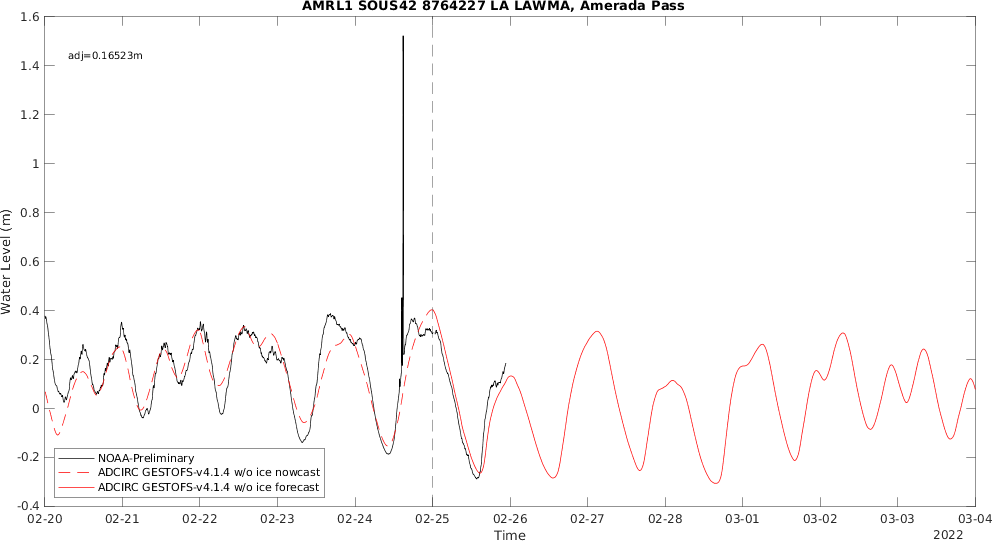 AMRL1 SOUS42 8764227 LA LAWMA, Amerada Pass
1.6
1.4
1.2
1
0.8
0.6
0.4
0.2
0
-0.2
-0.4
Water Level (m)
adj=0.16523m
NOAA-Preliminary
ADCIRC GESTOFS-v4.1.4 w/o ice nowcast
ADCIRC GESTOFS-v4.1.4 w/o ice forecast
02-20 02-21 02-22 02-23 02-24 02-25 02-26 02-27 02-28 03-01 03-02 03-03 03-04
Time
2022